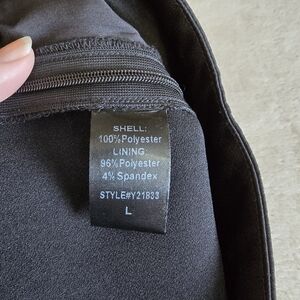 SHELL:
100%Polyester
LINING:
96%Polyester
4%Spandex
STYLE#Y21833
L